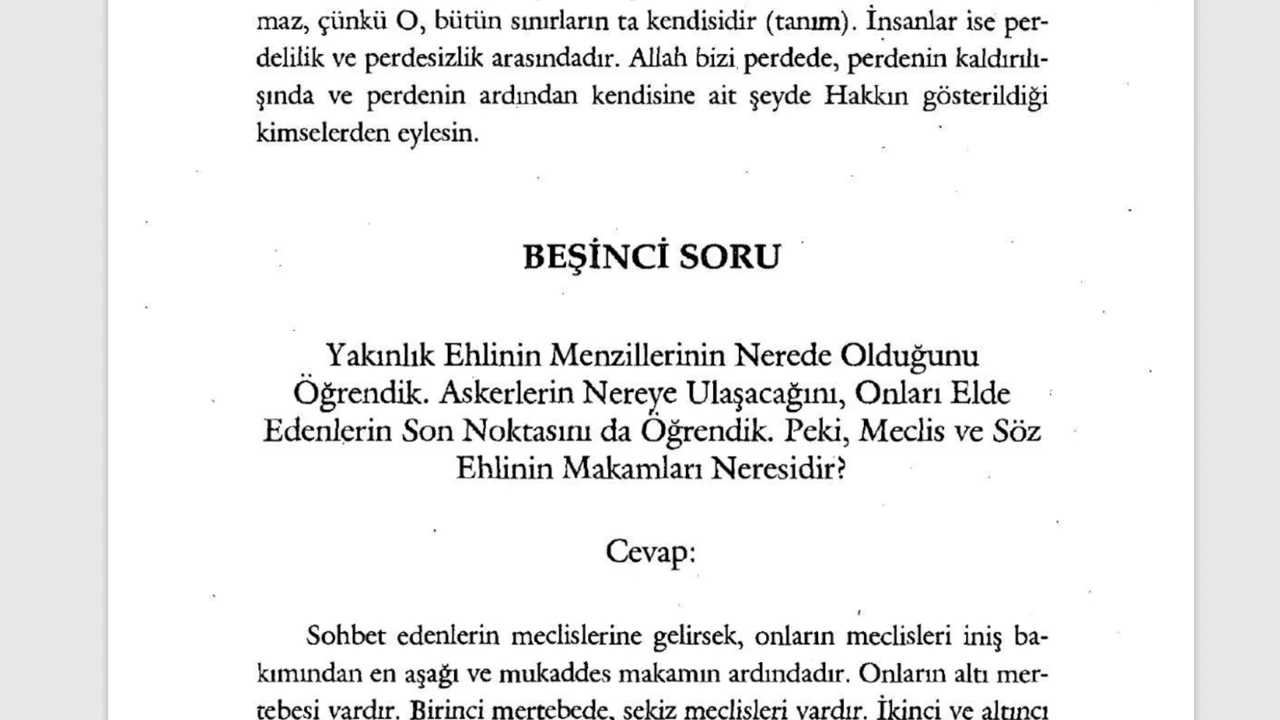 maz, çünkü O, bütün sınırların ta kendisidir (tanım). İnsanlar ise per-
delilik ve perdesizlik arasındadır. Allah bizi perdede, perdenin kaldırılı-
şında ve perdenin ardından kendisine ait şeyde Hakkın gösterildiği
kimselerden eylesin.
BEŞİNCİ SORU
Yakınlık Ehlinin Menzillerinin Nerede Olduğunu
Öğrendik. Askerlerin Nereye Ulaşacağını, Onları Elde
Edenlerin Son Noktasını da Öğrendik. Peki, Meclis ve Söz
Ehlinin Makamları Neresidir?
Cevap:
Sohbet edenlerin meclislerine gelirsek, onların meclisleri iniş ba-
kımından en aşağı ve mukaddes makamın ardındadır. Onların altı mer-
tebesi vardır. Birinci mertebede, sekiz meclisleri vardır. İkinci ve altıncı